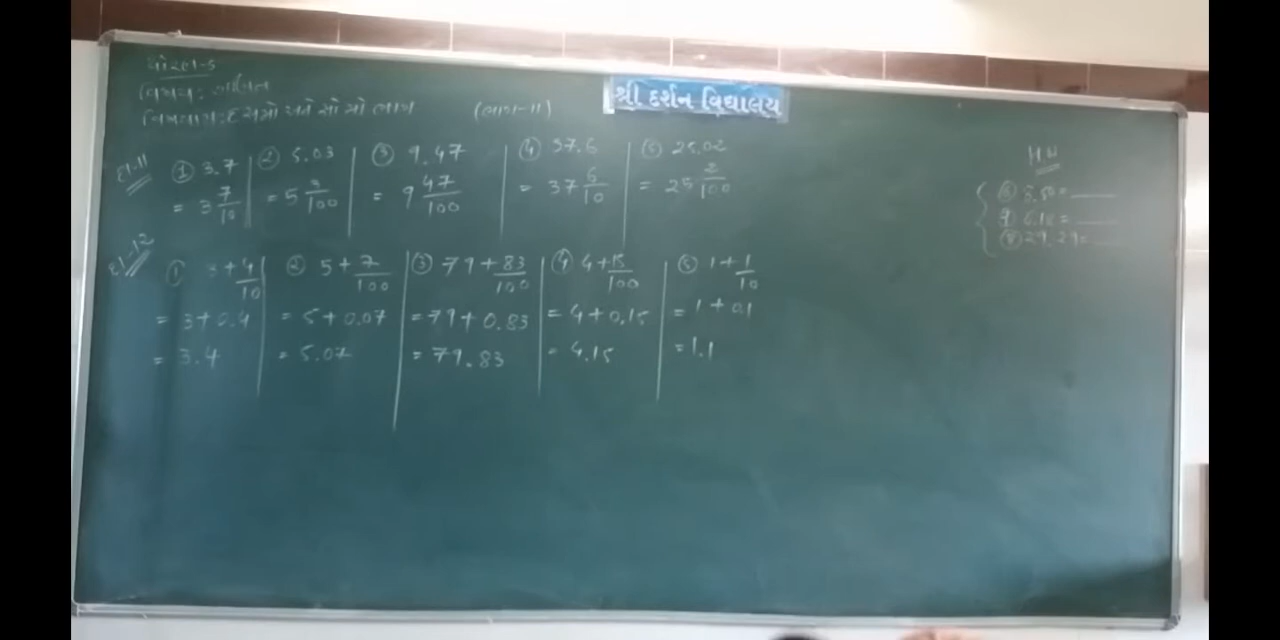 ધોરણ-5
વિષય: ગણિત
શ્રી દર્શન વિદ્યાલય
દશમો અને સો મો ભાગ (ભાગ-11)
દા-11
① 3.7 ② 5.03 ③ 9.47 ④ 37.6 ⑤ 25.02
= 3 7/10 = 5 3/100 = 9 47/100 = 37 6/10 = 25 2/100
H.W
દા-12
① 3+4/10 ② 5+7/100 ③ 79+83/100 ④ 4+15/100 ⑤ 1+1/10
= 3+0.4 = 5+0.07 = 79+0.83 = 4+0.15 = 1+0.1
= 3.4 = 5.07 = 79.83 = 4.15 = 1.1